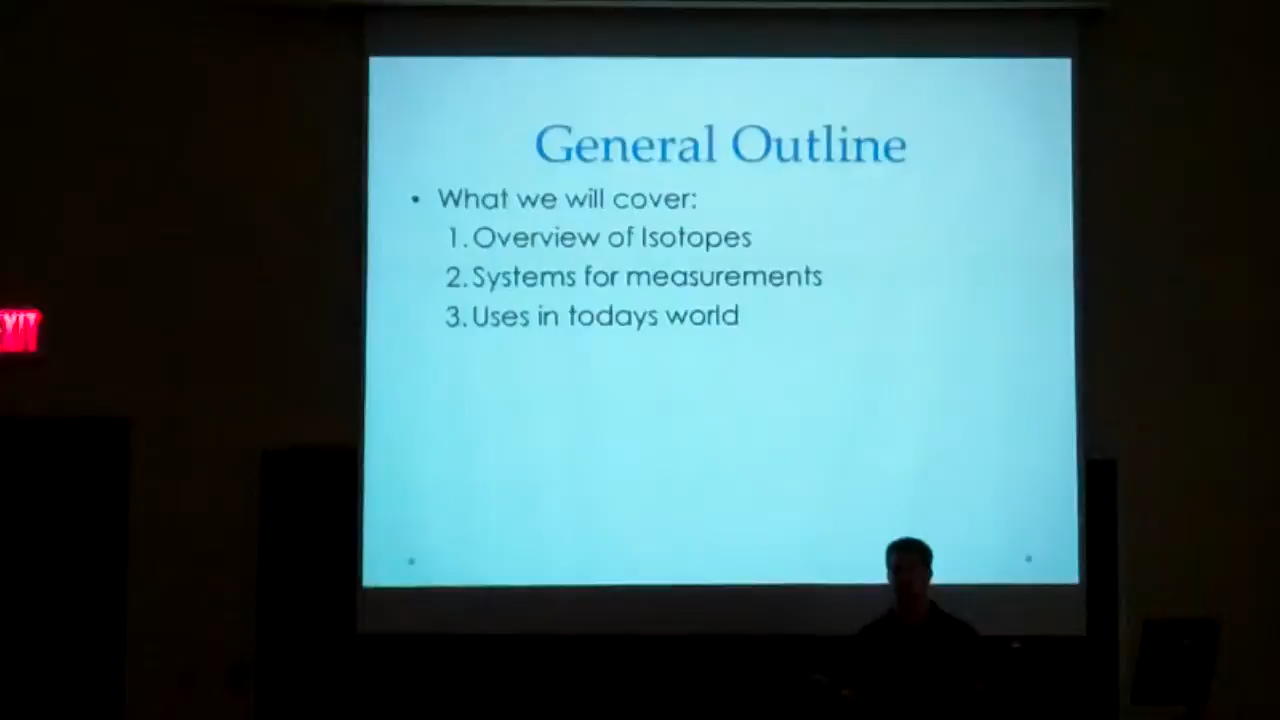 General Outline
• What we will cover:
1. Overview of Isotopes
2. Systems for measurements
3. Uses in todays world
EXIT